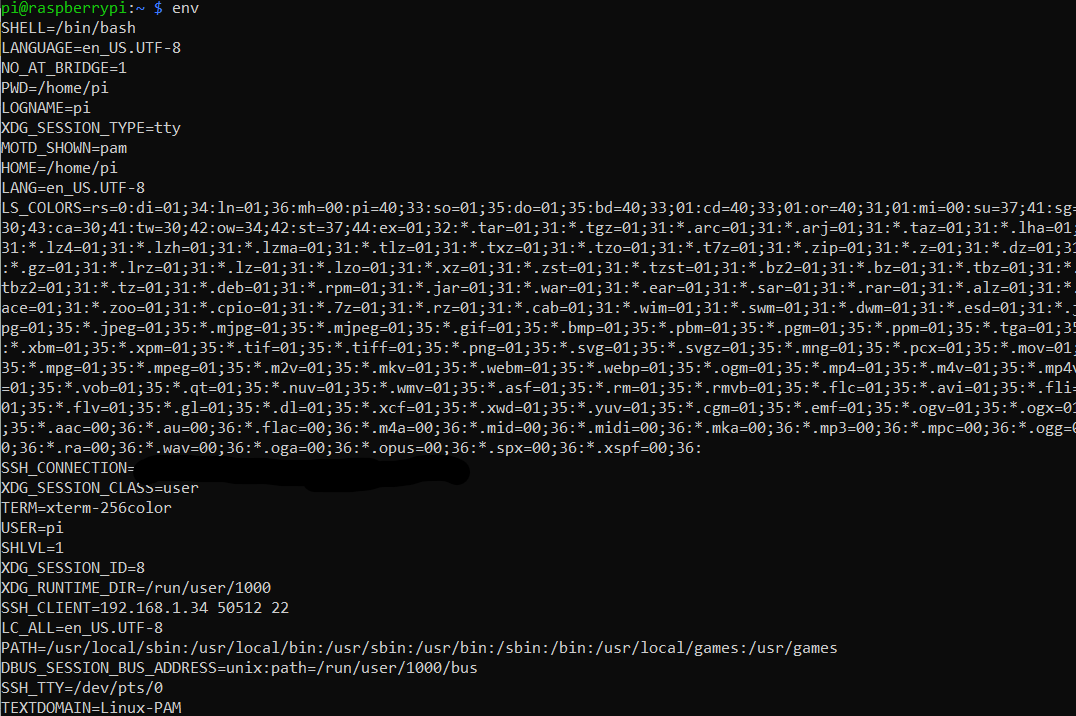 pi@raspberrypi:~ $ env
SHELL=/bin/bash
LANGUAGE=en_US.UTF-8
NO_AT_BRIDGE=1
PWD=/home/pi
LOGNAME=pi
XDG_SESSION_TYPE=tty
MOTD_SHOWN=pam
HOME=/home/pi
LANG=en_US.UTF-8
LS_COLORS=rs=0:di=01;34:ln=01;36:mh=00:pi=40;33:so=01;35:do=01;35:bd=40;33;01:cd=40;33;01:or=40;31;01:mi=00:su=37;41:sg=
30;43:ca=30;41:tw=30;42:ow=34;42:st=37;44:ex=01;32:*.tar=01;31:*.tgz=01;31:*.arc=01;31:*.arj=01;31:*.taz=01;31:*.lha=01;
31:*.lz4=01;31:*.lzh=01;31:*.lzma=01;31:*.tlz=01;31:*.txz=01;31:*.tzo=01;31:*.t7z=01;31:*.zip=01;31:*.z=01;31:*.dz=01;31
:*.gz=01;31:*.lrz=01;31:*.lz=01;31:*.lzo=01;31:*.xz=01;31:*.zst=01;31:*.tzst=01;31:*.bz2=01;31:*.bz=01;31:*.tbz=01;31:*.
tbz2=01;31:*.tz=01;31:*.deb=01;31:*.rpm=01;31:*.jar=01;31:*.war=01;31:*.ear=01;31:*.sar=01;31:*.rar=01;31:*.alz=01;31:*.
ace=01;31:*.zoo=01;31:*.cpio=01;31:*.7z=01;31:*.rz=01;31:*.cab=01;31:*.wim=01;31:*.swm=01;31:*.dwm=01;31:*.esd=01;31:*.j
pg=01;35:*.jpeg=01;35:*.mjpg=01;35:*.mjpeg=01;35:*.gif=01;35:*.bmp=01;35:*.pbm=01;35:*.pgm=01;35:*.ppm=01;35:*.tga=01;35
:*.xbm=01;35:*.xpm=01;35:*.tif=01;35:*.tiff=01;35:*.png=01;35:*.svg=01;35:*.svgz=01;35:*.mng=01;35:*.pcx=01;35:*.mov=01;
35:*.mpg=01;35:*.mpeg=01;35:*.m2v=01;35:*.mkv=01;35:*.webm=01;35:*.webp=01;35:*.ogm=01;35:*.mp4=01;35:*.m4v=01;35:*.mp4v
=01;35:*.vob=01;35:*.qt=01;35:*.nuv=01;35:*.wmv=01;35:*.asf=01;35:*.rm=01;35:*.rmvb=01;35:*.flc=01;35:*.avi=01;35:*.fli=
01;35:*.flv=01;35:*.gl=01;35:*.dl=01;35:*.xcf=01;35:*.xwd=01;35:*.yuv=01;35:*.cgm=01;35:*.emf=01;35:*.ogv=01;35:*.ogx=01
;35:*.aac=00;36:*.au=00;36:*.flac=00;36:*.m4a=00;36:*.mid=00;36:*.midi=00;36:*.mka=00;36:*.mp3=00;36:*.mpc=00;36:*.ogg=0
0;36:*.ra=00;36:*.wav=00;36:*.oga=00;36:*.opus=00;36:*.spx=00;36:*.xspf=00;36:
SSH_CONNECTION=
XDG_SESSION_CLASS=user
TERM=xterm-256color
USER=pi
SHLVL=1
XDG_SESSION_ID=8
XDG_RUNTIME_DIR=/run/user/1000
SSH_CLIENT=192.168.1.34 50512 22
LC_ALL=en_US.UTF-8
PATH=/usr/local/sbin:/usr/local/bin:/usr/sbin:/usr/bin:/sbin:/bin:/usr/local/games:/usr/games
DBUS_SESSION_BUS_ADDRESS=unix:path=/run/user/1000/bus
SSH_TTY=/dev/pts/0
TEXTDOMAIN=Linux-PAM